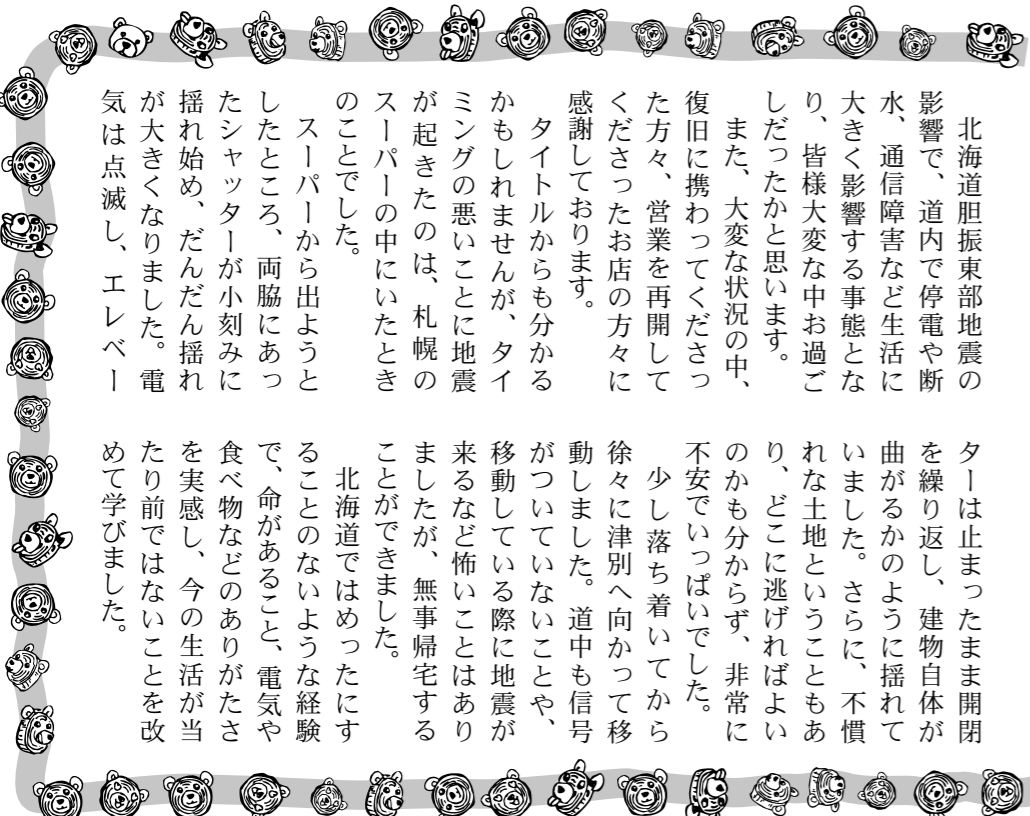 北海道胆振東部地震の
影響で、道内で停電や断
水、通信障害など生活に
大きく影響する事態とな
り、皆様大変な中お過ご
しだったかと思います。
また、大変な状況の中、
復旧に携わってくださっ
た方々、営業を再開して
くださったお店の方々に
感謝しております。
タイトルからも分かる
かもしれませんが、タイ
ミングの悪いことに地震
が起きたのは、札幌の
スーパーの中にいたとき
のことでした。
スーパーから出ようと
したところ、両脇にあっ
たシャッターが小刻みに
揺れ始め、だんだん揺れ
が大きくなりました。電
気は点滅し、エレベー
ターは止まったまま開閉
を繰り返し、建物自体が
曲がるかのように揺れて
いました。さらに、不慣
れな土地ということもあ
り、どこに逃げればよい
のかも分からず、非常に
不安でいっぱいでした。
少し落ち着いてから
徐々に津別へ向かって移
動しました。道中も信号
がついていないことや、
移動している際に地震が
来るなど怖いことはあり
ましたが、無事帰宅する
ことができました。
北海道ではめったにす
ることのないような経験
で、命があること、電気や
食べ物などのありがたさ
を実感し、今の生活が当
たり前ではないことを改
めて学びました。